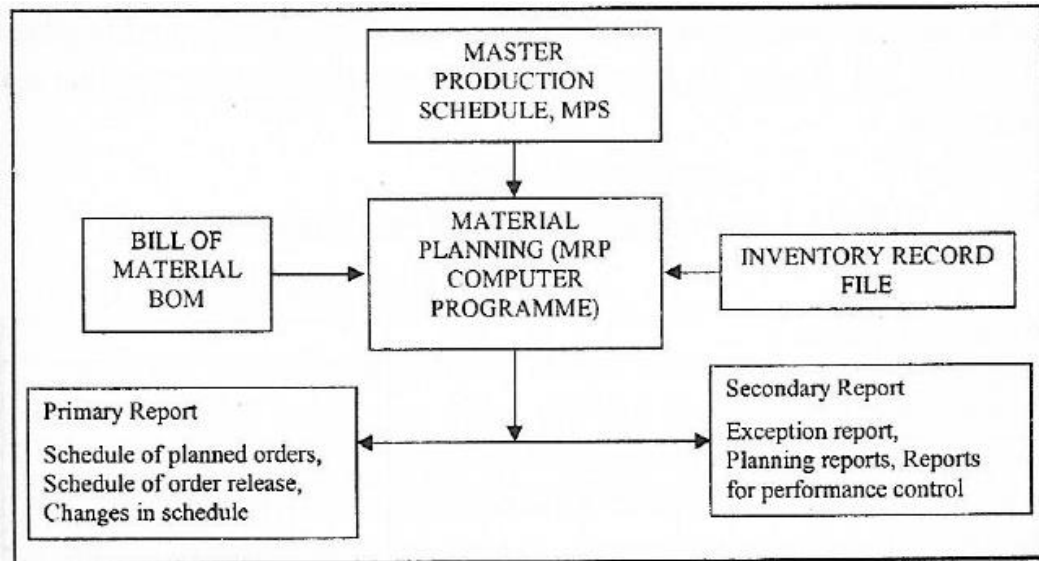 MASTER
PRODUCTION
SCHEDULE, MPS
BILL OF
MATERIAL
BOM
MATERIAL
PLANNING (MRP
COMPUTER
PROGRAMME)
INVENTORY RECORD
FILE
Primary Report
Schedule of planned orders,
Schedule of order release,
Changes in schedule
Secondary Report
Exception report,
Planning reports, Reports
for performance control